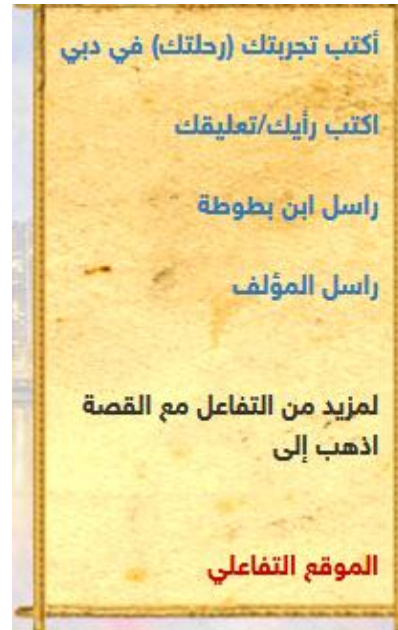 أكتب تجربتك (رحلتك) في دبي
اكتب رأيك/تعليقك
راسل ابن بطوطة
راسل المؤلف
لمزيد من التفاعل مع القصة
اذهب إلى
الموقع التفاعلي